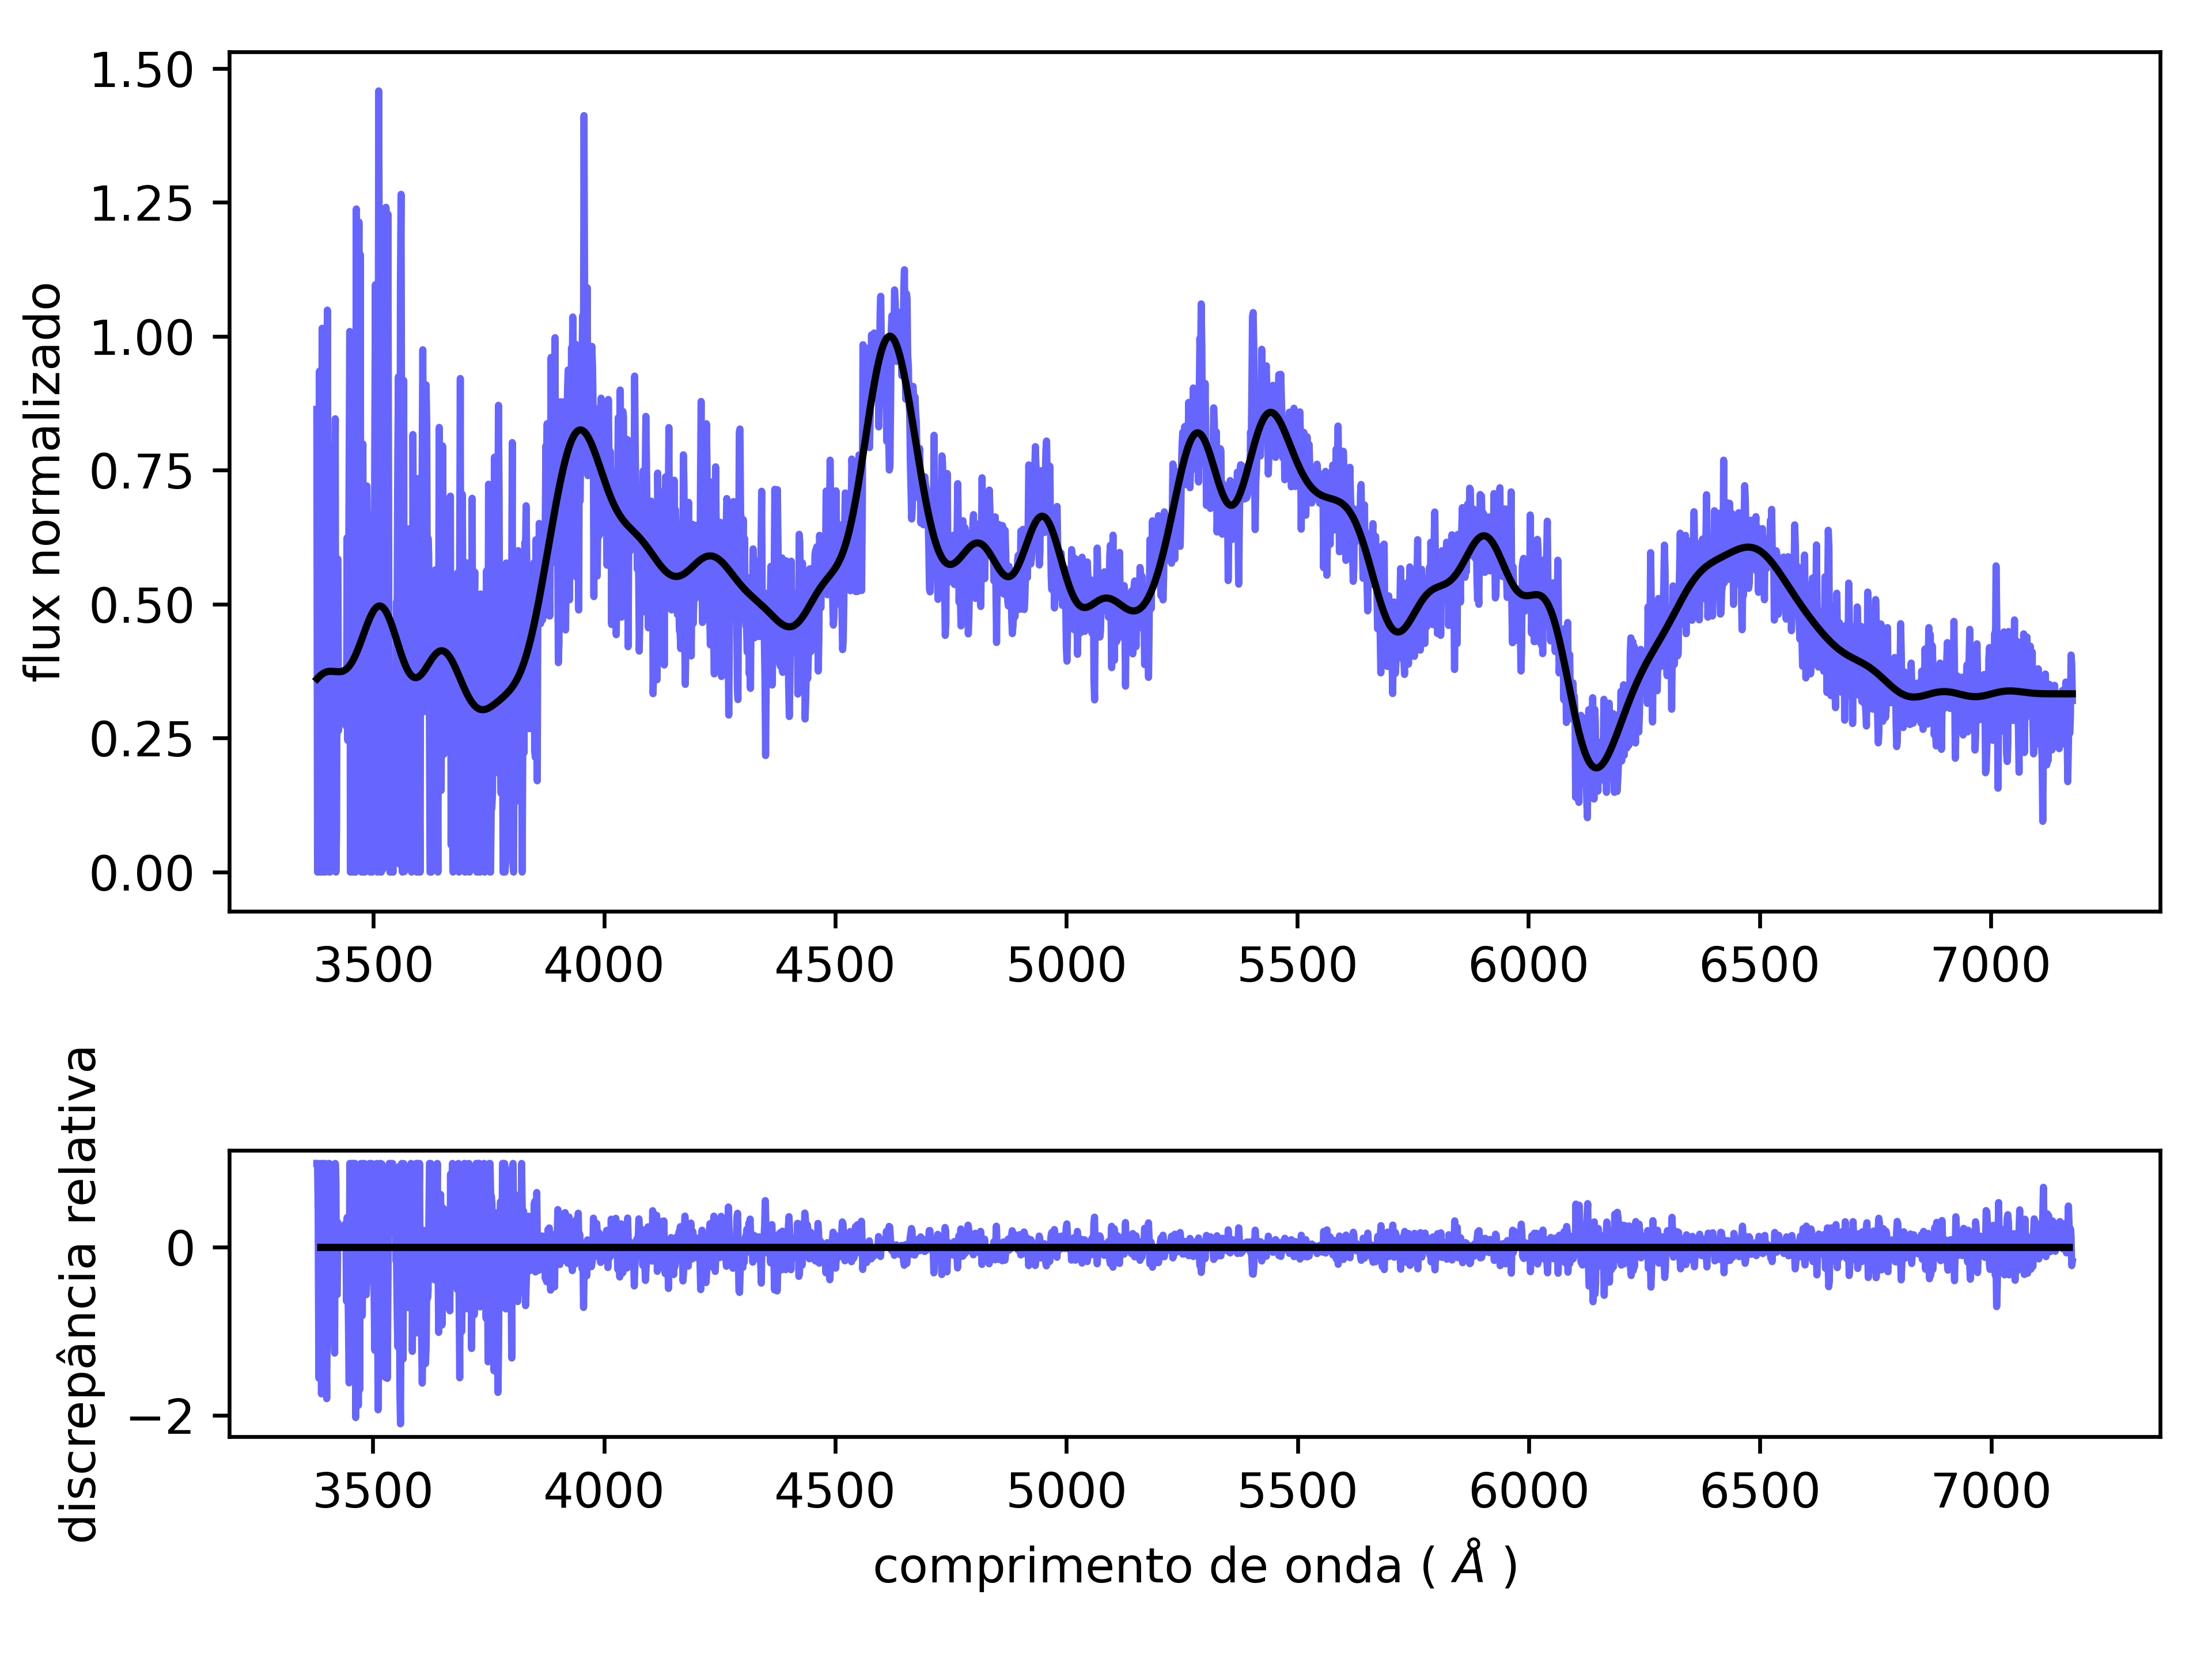 flux normalizado
1.50
1.25
1.00
0.75
0.50
0.25
0.00
3500 4000 4500 5000 5500 6000 6500 7000
discrepância relativa
0
−2
3500 4000 4500 5000 5500 6000 6500 7000
comprimento de onda ( Å )